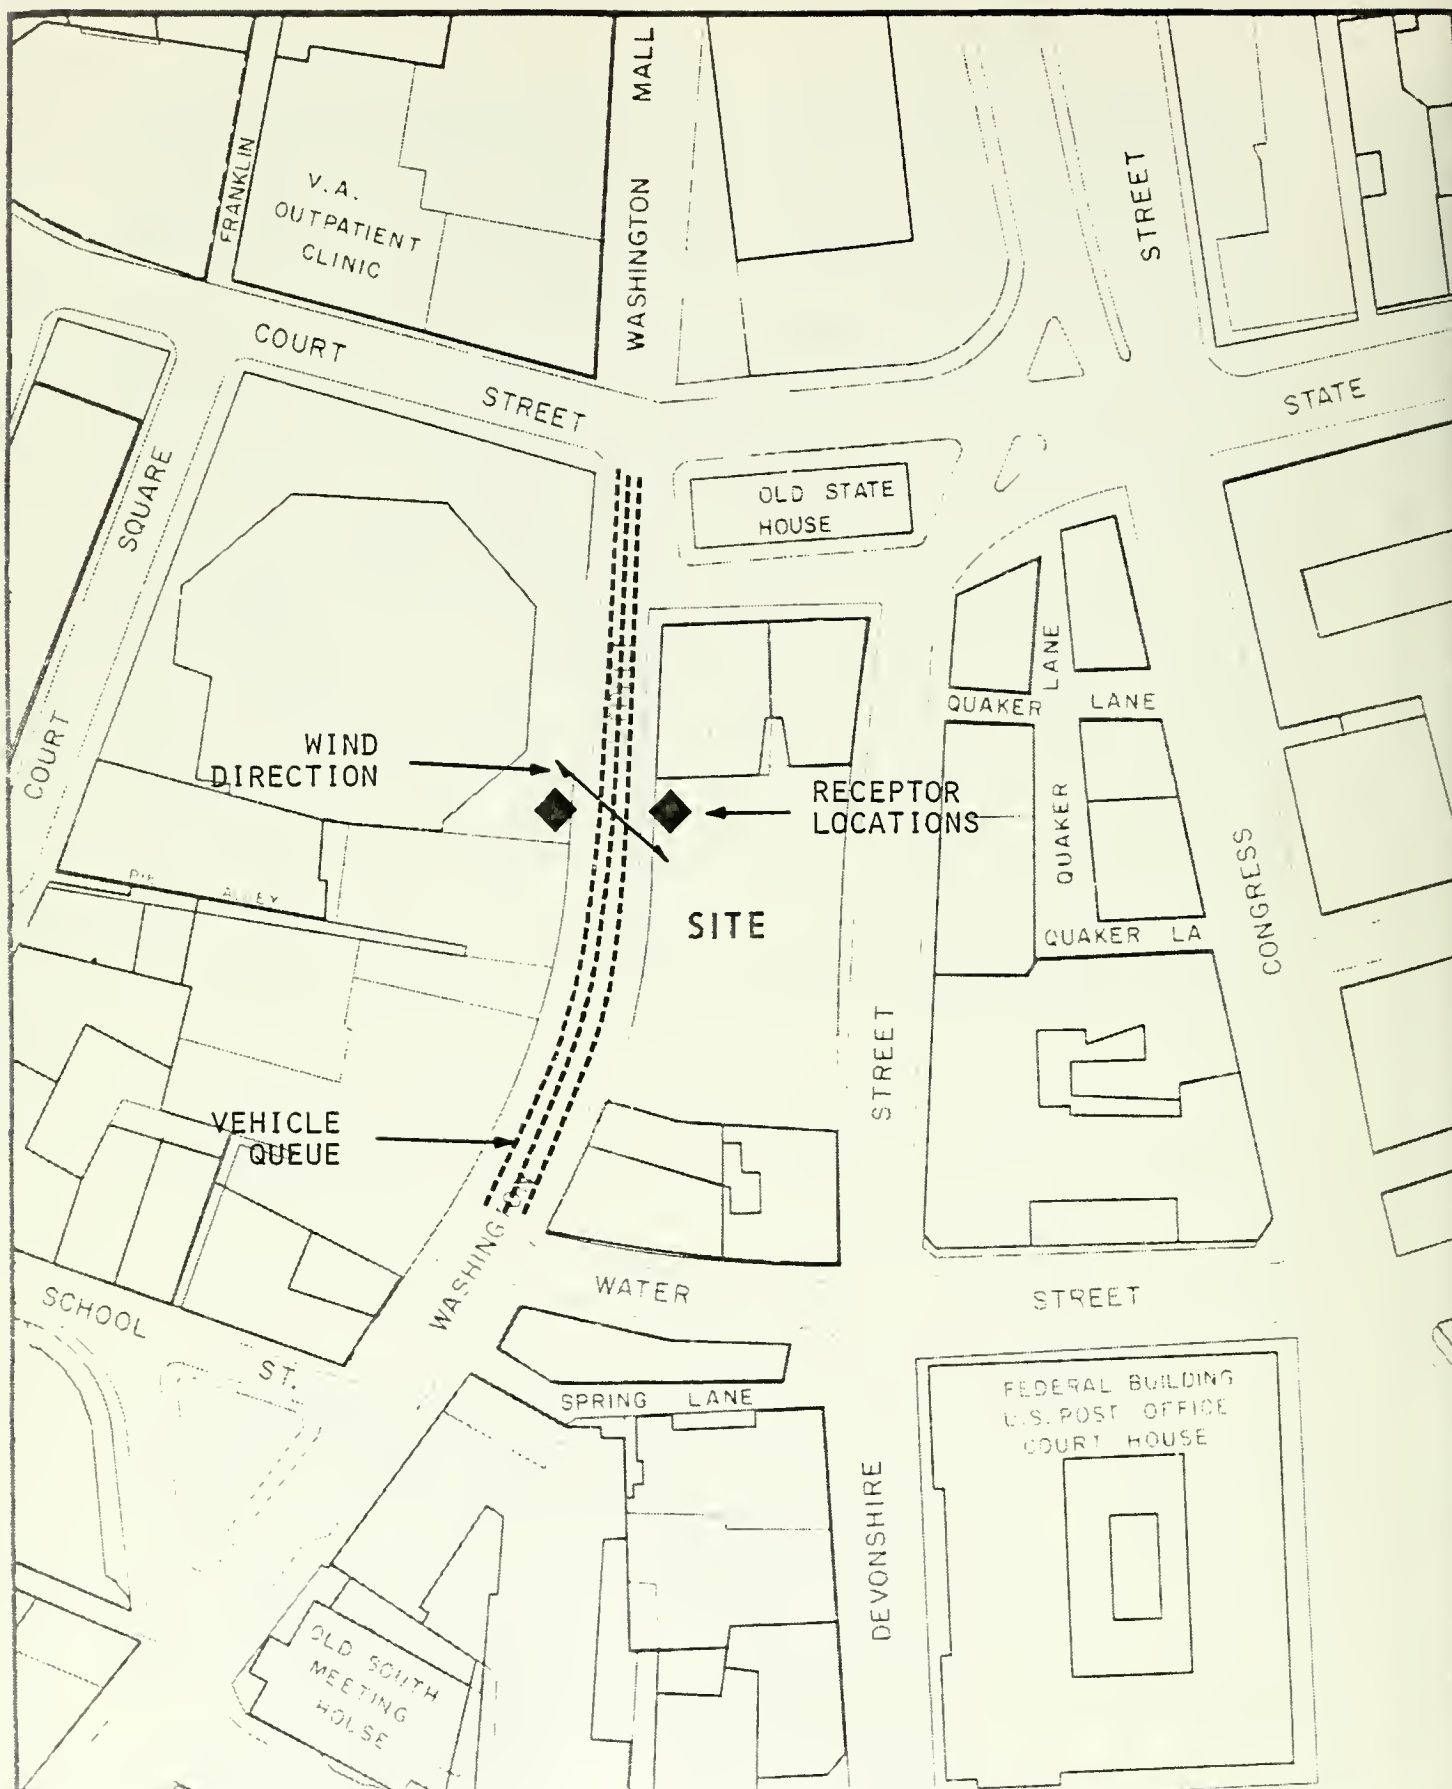 MALL
WASHINGTON
FRANKLIN
V.A.
OUTPATIENT
CLINIC
STREET
COURT
STREET
STATE
SQUARE
COURT
OLD STATE
HOUSE
LANE
QUAKER
LANE
WIND
DIRECTION
RECEPTOR
LOCATIONS
QUAKER
CONGRESS
ALLEY
SITE
QUAKER LA
STREET
VEHICLE
QUEUE
WASHINGTON
WATER
STREET
SCHOOL
ST.
SPRING LANE
FEDERAL BUILDING
U.S. POST OFFICE
COURT HOUSE
DEVONSHIRE
OLD SOUTH
MEETING
HOUSE